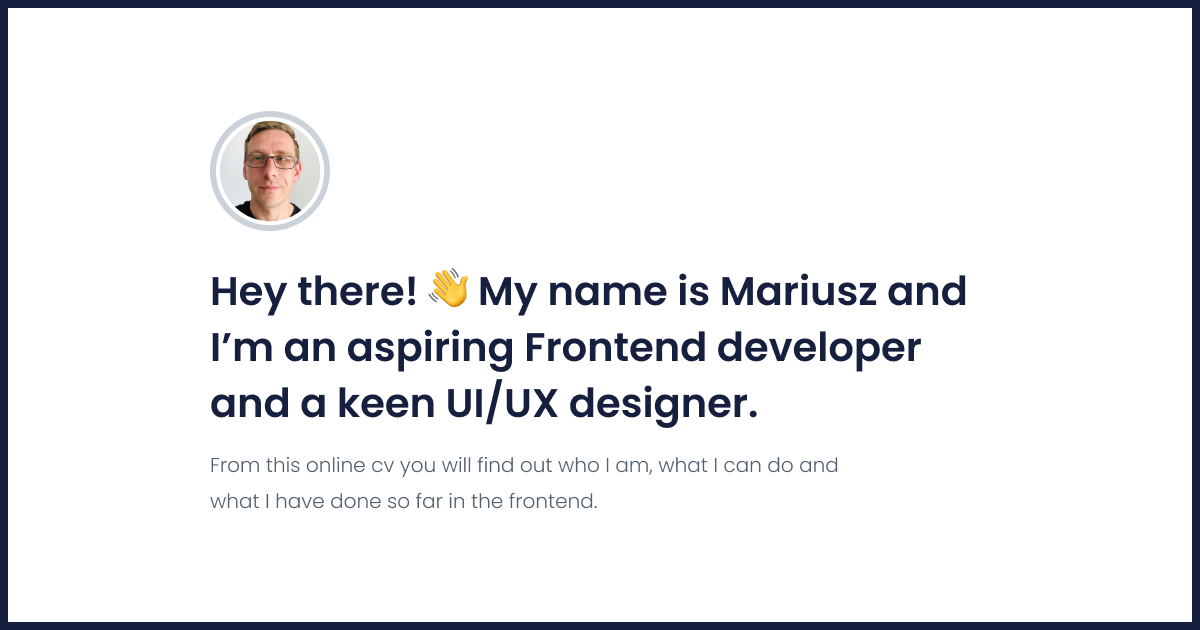 Hey there! 👋 My name is Mariusz and
I’m an aspiring Frontend developer
and a keen UI/UX designer.
From this online cv you will find out who I am, what I can do and
what I have done so far in the frontend.